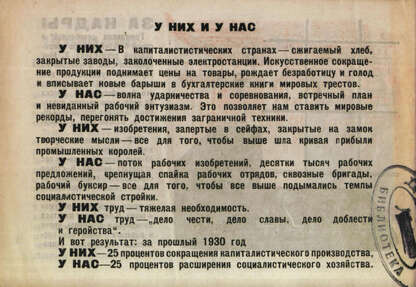 У НИХ И У НАС
У НИХ — В капиталистистических странах — сжигаемый хлеб,
закрытые заводы, заколоченные электростанции. Искусственное сокраще-
ние продукции поднимает цены на товары, рождает безработицу и голод
и вписывает новые барыши в бухгалтерские книги мировых трестов.
У НАС — волна ударничества и соревнования, встречный план
и невиданный рабочий энтузиазм. Это позволяет нам ставить мировые
рекорды, перегонять достижения заграничной техники.
У НИХ — изобретения, запертые в сейфах, закрытые на замок
творческие мысли — все для того, чтобы выше шла кривая прибыли
промышленных королей.
У НАС — поток рабочих изобретений, десятки тысяч рабочих
предложений, крепнущая спайка рабочих отрядов, сквозные бригады,
рабочий буксир — все для того, чтобы все выше подымались темпы
социалистической стройки.
У НИХ труд — тяжелая необходимость.
У НАС труд — „дело чести, дело славы, дело доблести
и геройства“.
И вот результат: за прошлый 1930 год
У НИХ — 25 процентов сокращения капиталистического производства,
У НАС — 25 процентов расширения социалистического хозяйства.
БИБЛИОТЕКА